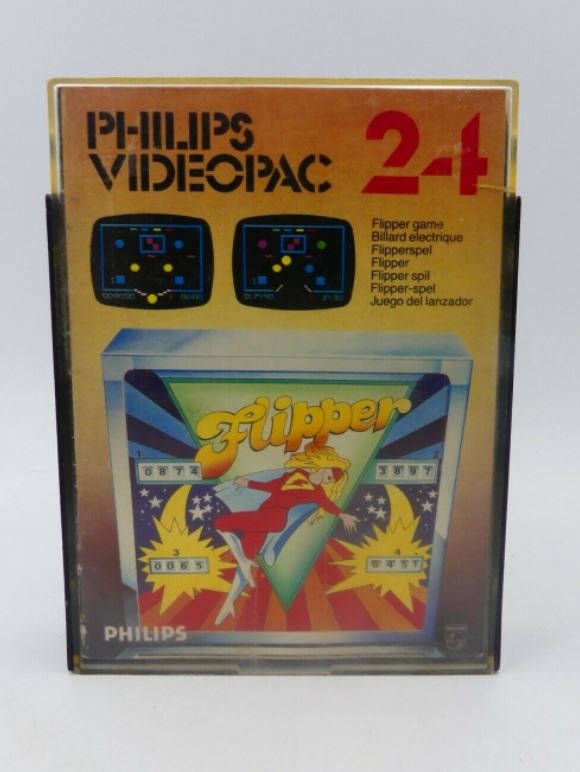 PHILIPS
VIDEOPAC
24
Flipper game
Billard electrique
Flipperspel
Flipper
Flipper spil
Flipper-spel
Juego del lanzador
Flipper
1
0874
2
3897
3
0065
4
6451
PHILIPS